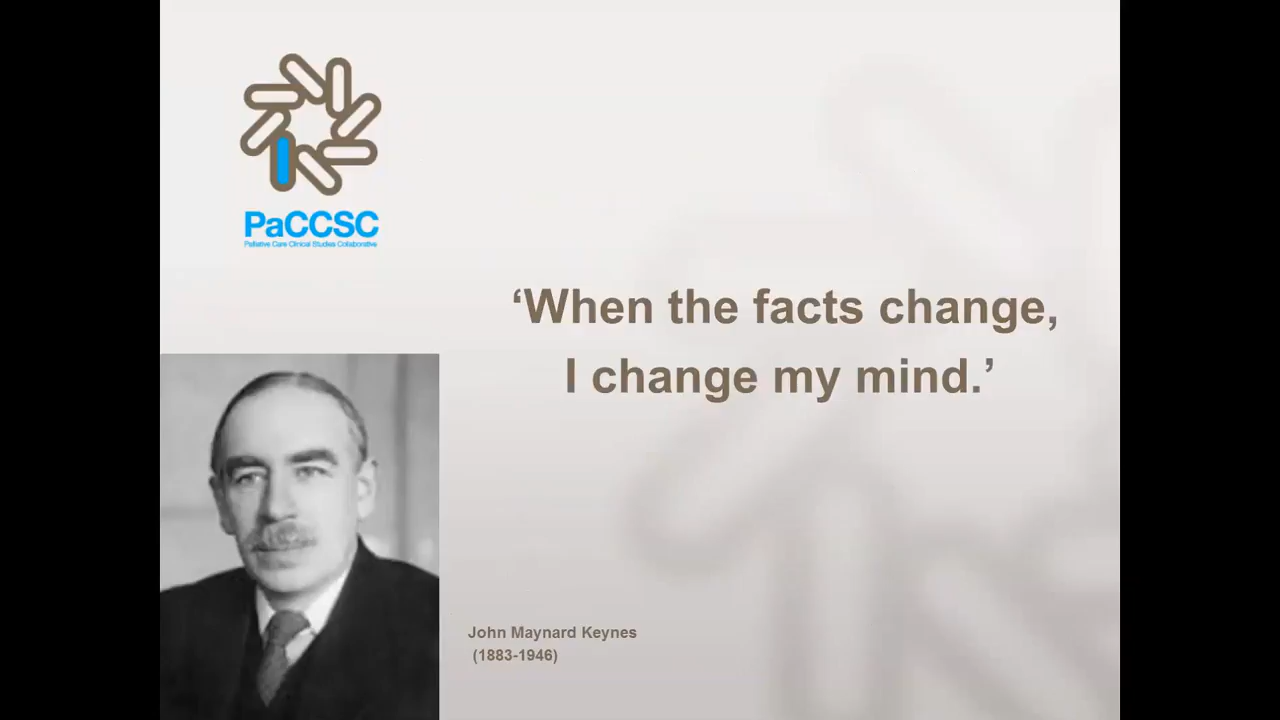 PaCCSC
Palliative Care Clinical Studies Collaborative
‘When the facts change,
I change my mind.’
John Maynard Keynes
(1883-1946)